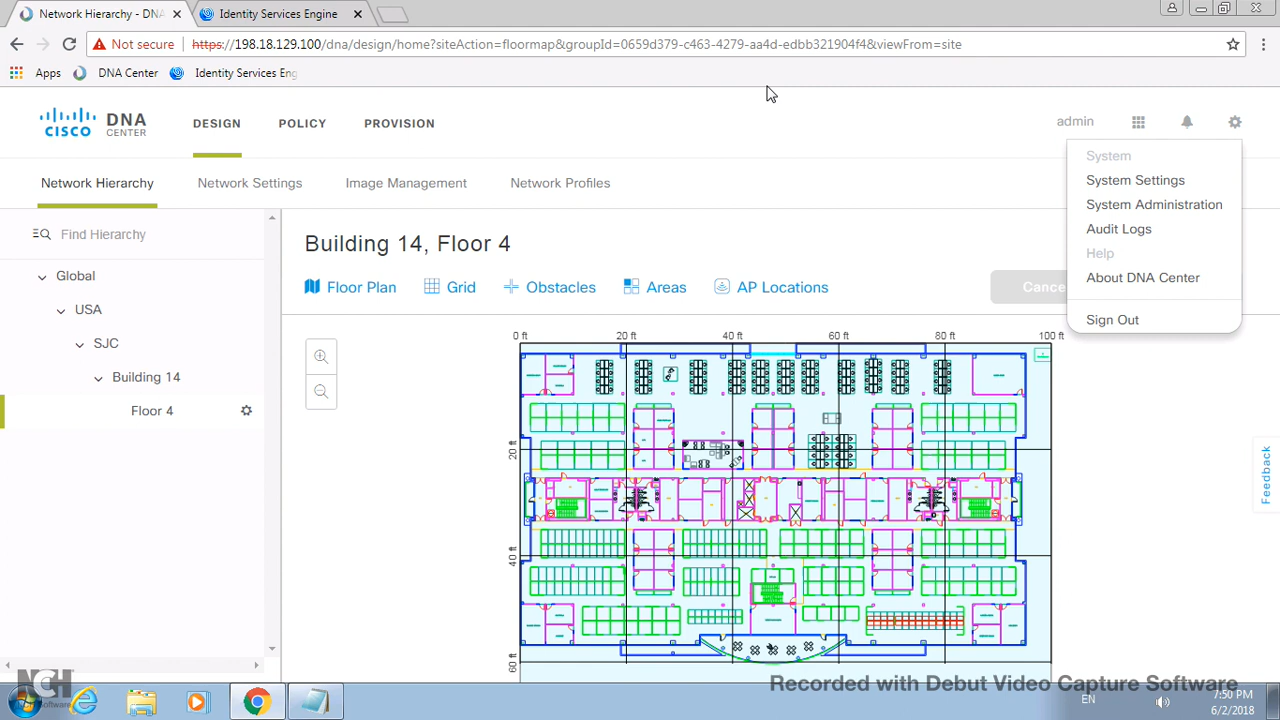 Network Hierarchy - DNA
Identity Services Engine
Not secure https://198.18.129.100/dna/design/home?siteAction=floormap&groupId=0659d379-c463-4279-aa4d-edbb321904f4&viewFrom=site
Apps DNA Center Identity Services Eng
CISCO DNA CENTER
DESIGN POLICY PROVISION
admin
System
System Settings
System Administration
Audit Logs
Help
About DNA Center
Sign Out
Network Hierarchy Network Settings Image Management Network Profiles
Find Hierarchy
Global
USA
SJC
Building 14
Floor 4
Building 14, Floor 4
Floor Plan Grid Obstacles Areas AP Locations
Cance
0 ft 20 ft 40 ft 60 ft 80 ft 100 ft
20 ft
40 ft
60 ft
Feedback
NCH
Software
Recorded with Debut Video Capture Software
EN
7:50 PM
6/2/2018